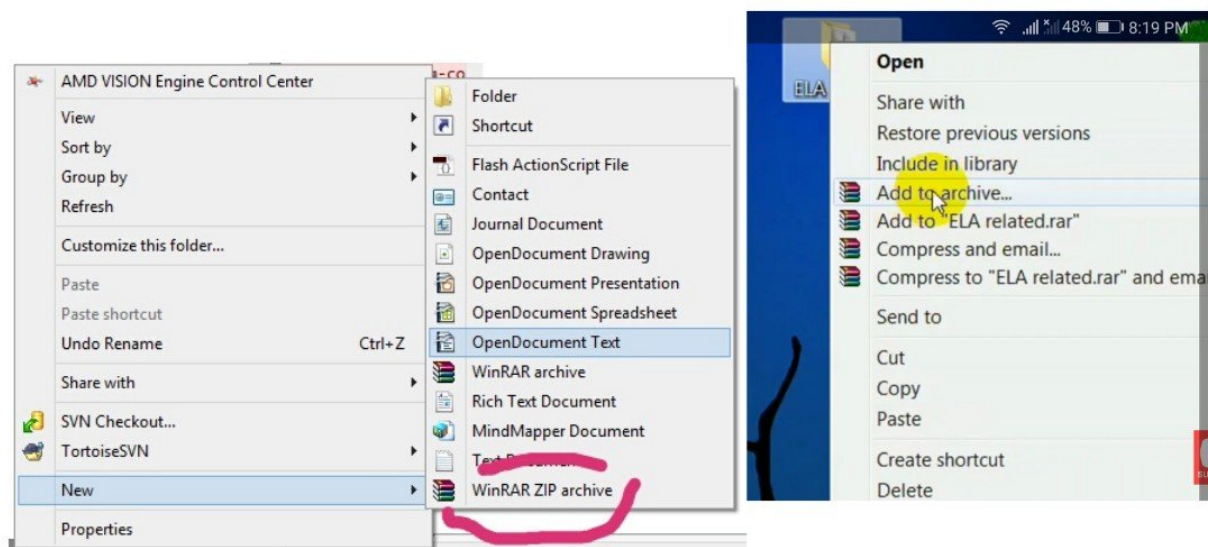 AMD VISION Engine Control Center
View
Sort by
Group by
Refresh
Customize this folder...
Paste
Paste shortcut
Undo Rename Ctrl+Z
Share with
SVN Checkout...
TortoiseSVN
New
Properties
Folder
Shortcut
Flash ActionScript File
Contact
Journal Document
OpenDocument Drawing
OpenDocument Presentation
OpenDocument Spreadsheet
OpenDocument Text
WinRAR archive
Rich Text Document
MindMapper Document
Text Document
WinRAR ZIP archive
48% 8:19 PM
ELA
Open
Share with
Restore previous versions
Include in library
Add to archive...
Add to "ELA related.rar"
Compress and email...
Compress to "ELA related.rar" and ema
Send to
Cut
Copy
Paste
Create shortcut
Delete